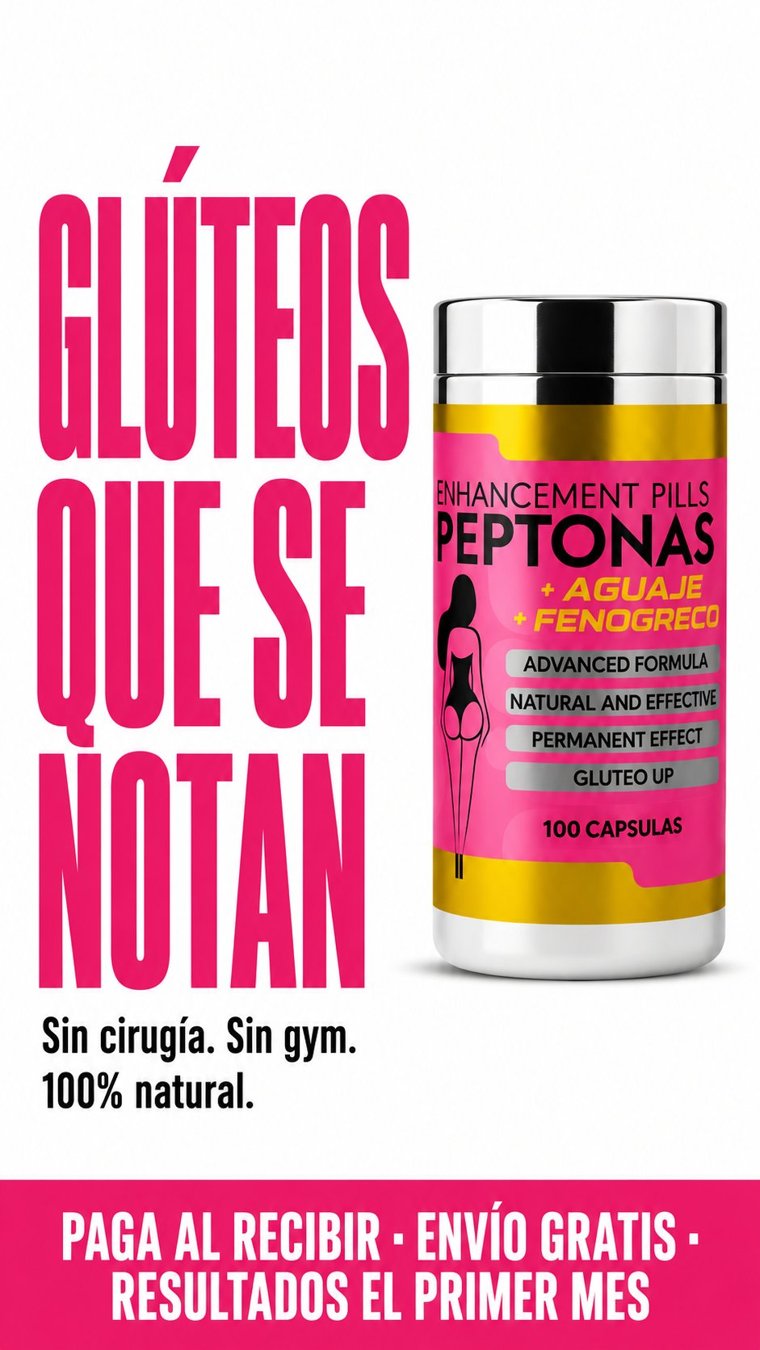 GLÚTEOS
QUE SE
NOTAN
Sin cirugía. Sin gym.
100% natural.
ENHANCEMENT PILLS
PEPTONAS
+ AGUAJE
+ FENOGRECO
ADVANCED FORMULA
NATURAL AND EFFECTIVE
PERMANENT EFFECT
GLUTEO UP
100 CAPSULAS
PAGA AL RECIBIR · ENVÍO GRATIS ·
RESULTADOS EL PRIMER MES